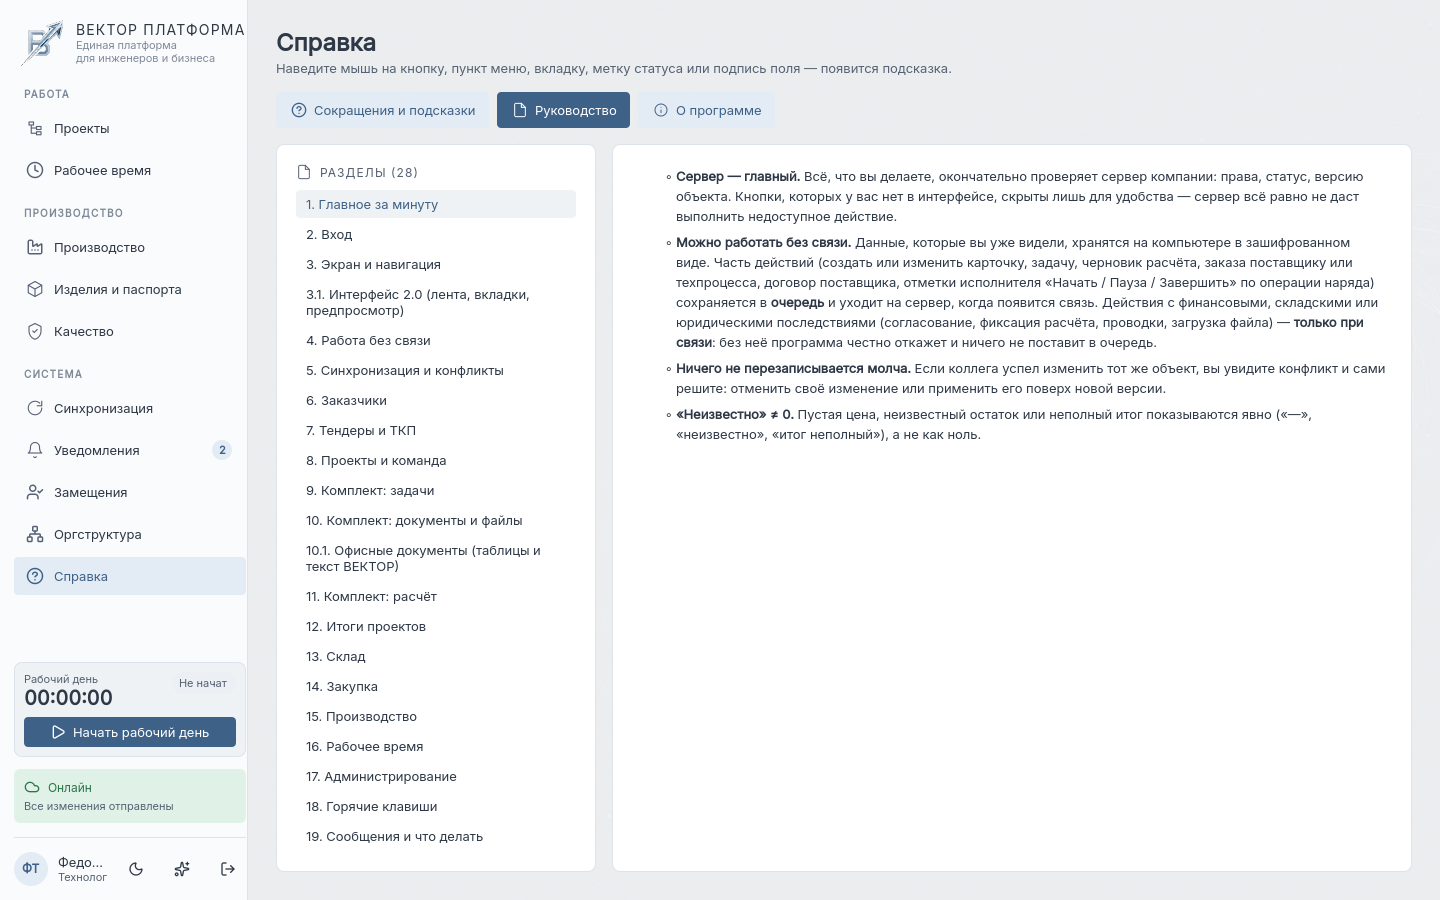 ВЕКТОР ПЛАТФОРМА
Единая платформа
для инженеров и бизнеса
РАБОТА
Проекты
Рабочее время
ПРОИЗВОДСТВО
Производство
Изделия и паспорта
Качество
СИСТЕМА
Синхронизация
Уведомления 2
Замещения
Оргструктура
Справка
Рабочий день
Не начат
00:00:00
Начать рабочий день
Онлайн
Все изменения отправлены
ФТ
Федо...
Технолог
Справка
Наведите мышь на кнопку, пункт меню, вкладку, метку статуса или подпись поля — появится подсказка.
Сокращения и подсказки
Руководство
О программе
РАЗДЕЛЫ (28)
1. Главное за минуту
2. Вход
3. Экран и навигация
3.1. Интерфейс 2.0 (лента, вкладки,
предпросмотр)
4. Работа без связи
5. Синхронизация и конфликты
6. Заказчики
7. Тендеры и ТКП
8. Проекты и команда
9. Комплект: задачи
10. Комплект: документы и файлы
10.1. Офисные документы (таблицы и
текст ВЕКТОР)
11. Комплект: расчёт
12. Итоги проектов
13. Склад
14. Закупка
15. Производство
16. Рабочее время
17. Администрирование
18. Горячие клавиши
19. Сообщения и что делать
◦ Сервер — главный. Всё, что вы делаете, окончательно проверяет сервер компании: права, статус, версию
объекта. Кнопки, которых у вас нет в интерфейсе, скрыты лишь для удобства — сервер всё равно не даст
выполнить недоступное действие.
◦ Можно работать без связи. Данные, которые вы уже видели, хранятся на компьютере в зашифрованном
виде. Часть действий (создать или изменить карточку, задачу, черновик расчёта, заказа поставщику или
техпроцесса, договор поставщика, отметки исполнителя «Начать / Пауза / Завершить» по операции наряда)
сохраняется в очередь и уходит на сервер, когда появится связь. Действия с финансовыми, складскими или
юридическими последствиями (согласование, фиксация расчёта, проводки, загрузка файла) — только при
связи: без неё программа честно откажет и ничего не поставит в очередь.
◦ Ничего не перезаписывается молча. Если коллега успел изменить тот же объект, вы увидите конфликт и сами
решите: отменить своё изменение или применить его поверх новой версии.
◦ «Неизвестно» ≠ 0. Пустая цена, неизвестный остаток или неполный итог показываются явно («—»,
«неизвестно», «итог неполный»), а не как ноль.